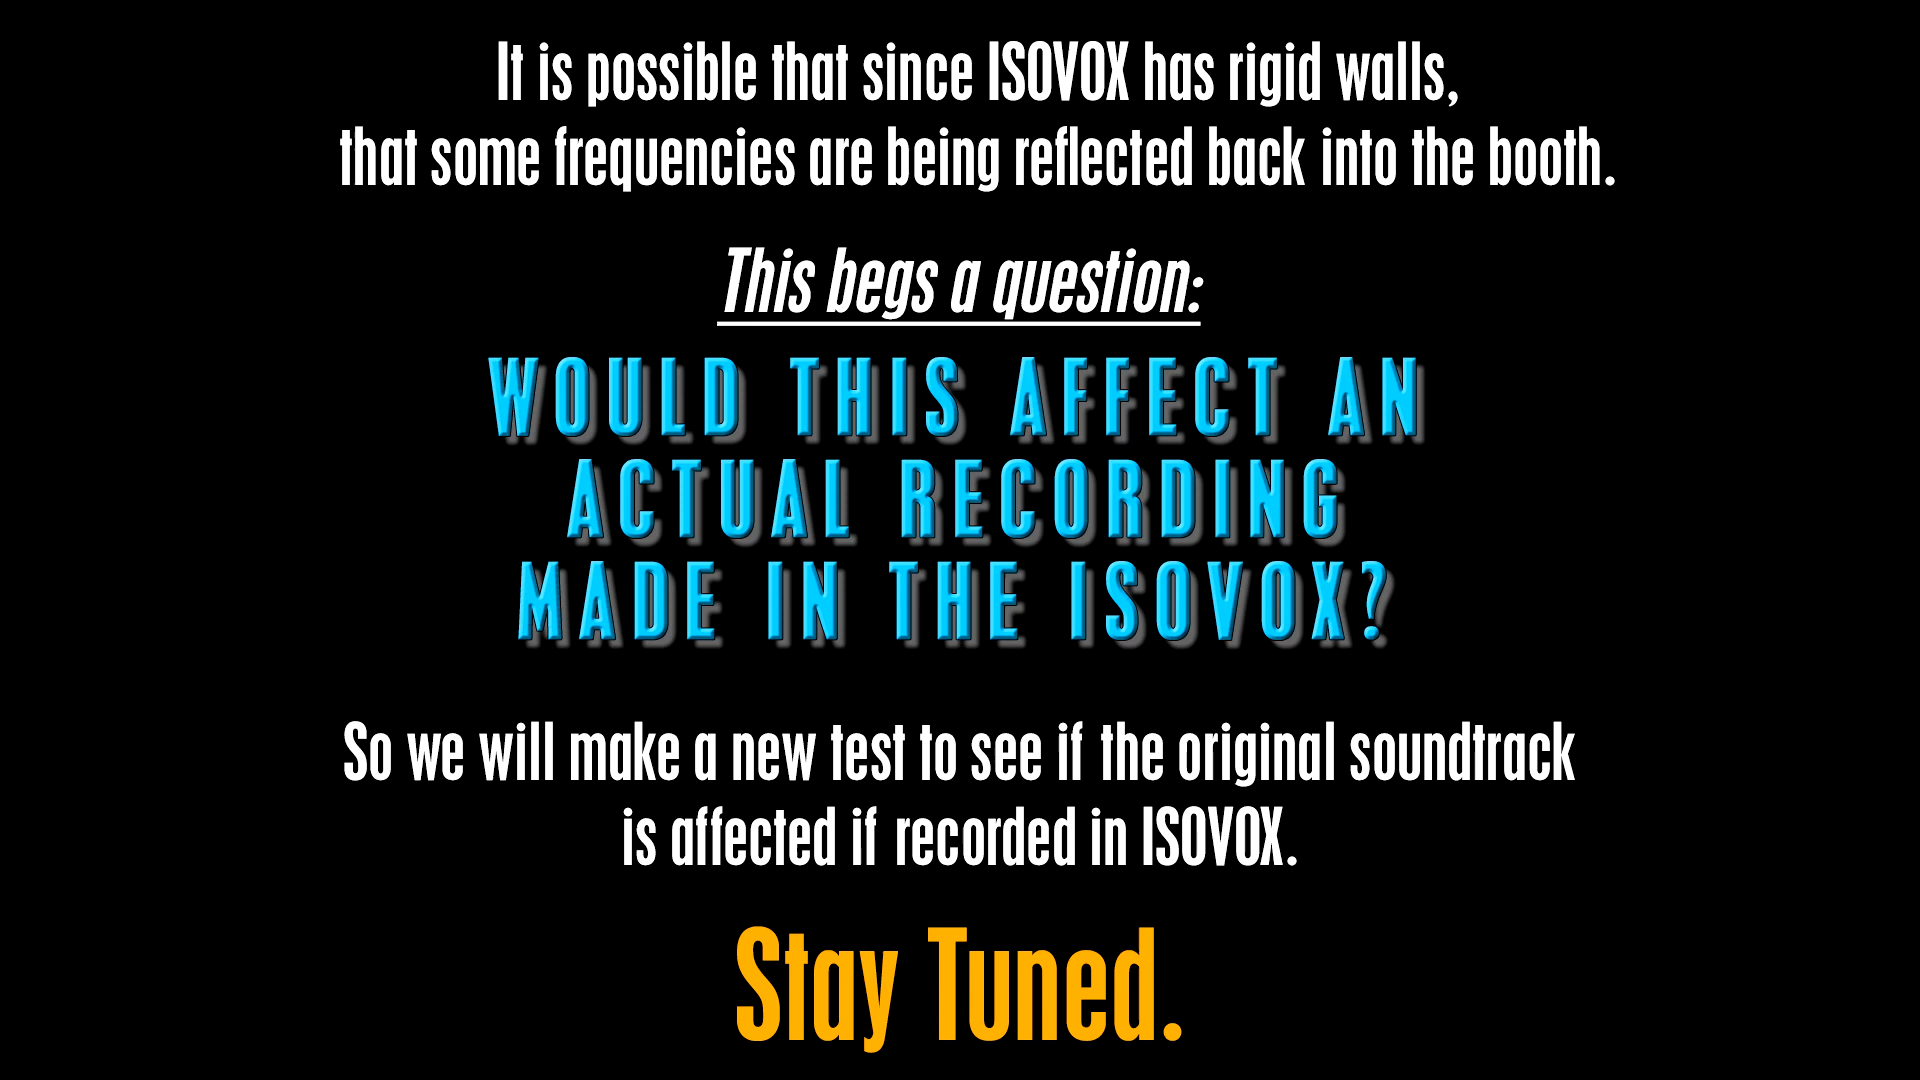 It is possible that since ISOVOX has rigid walls,
that some frequencies are being reflected back into the booth.
This begs a question:
WOULD THIS AFFECT AN
ACTUAL RECORDING
MADE IN THE ISOVOX?
So we will make a new test to see if the original soundtrack
is affected if recorded in ISOVOX.
Stay Tuned.